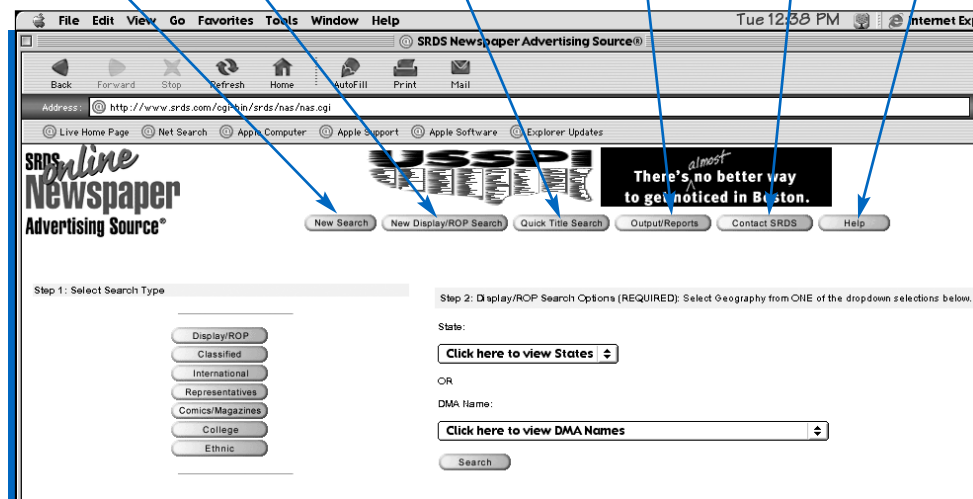 File Edit View Go Favorites Tools Window Help Tue 12:38 PM Internet Exp
SRDS Newspaper Advertising Source®
Back Forward Stop Refresh Home AutoFill Print Mail
Address: http://www.srds.com/cgi-bin/srds/nas/nas.cgi
Live Home Page Net Search Apple Computer Apple Support Apple Software Explorer Updates
SRDS online
Newspaper
Advertising Source®
USSPI
There's almost no better way
to get noticed in Boston.
New Search New Display/ROP Search Quick Title Search Output/Reports Contact SRDS Help
Step 1: Select Search Type
Display/ROP
Classified
International
Representatives
Comics/Magazines
College
Ethnic
Step 2: Display/ROP Search Options (REQUIRED): Select Geography from ONE of the dropdown selections below.
State:
Click here to view States
OR
DMA Name:
Click here to view DMA Names
Search